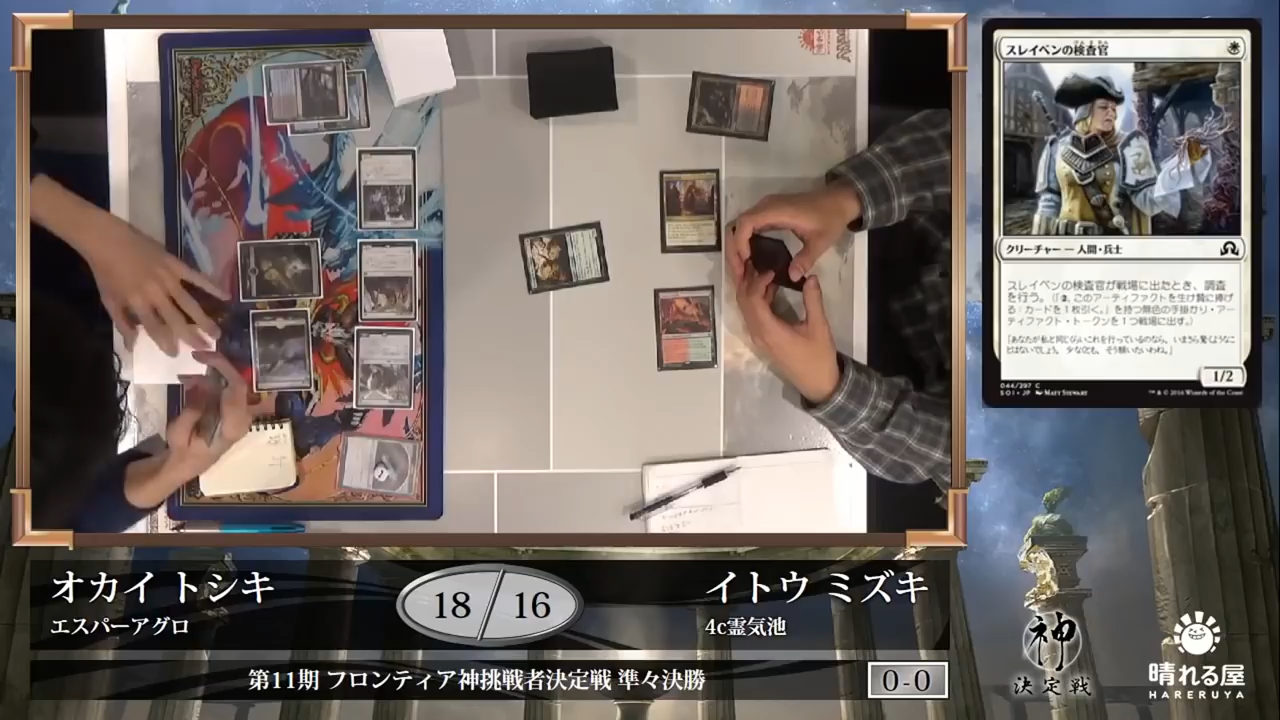 スレイベンの検査官
クリーチャー — 人間・兵士
スレイベンの検査官が戦場に出たとき、調査
を行う。(「②, このアーティファクトを生け贄に捧げ
る:カードを1枚引く。」を持つ無色の手掛かり・アー
ティファクト・トークンを1つ戦場に出す。)
1/2
044/297 C
SOI・JP MATT STEWART
オカイ トシキ
エスパーアグロ
18 / 16
イトウ ミズキ
4c霊気池
第11期 フロンティア神挑戦者決定戦 準々決勝
0-0
神
決定戦
晴れる屋
HARERUYA